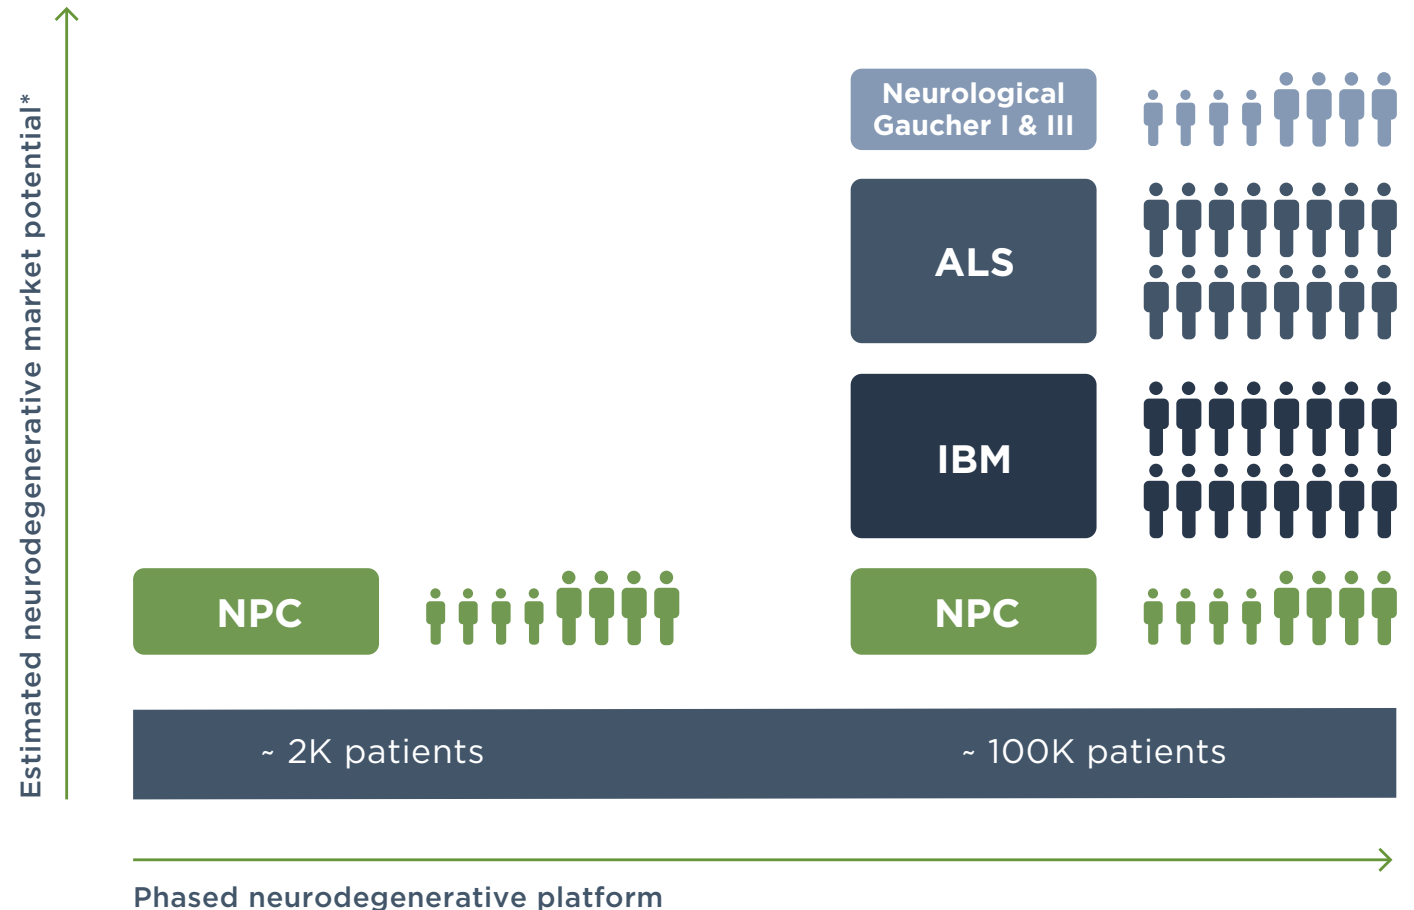 Estimated neurodegenerative market potential*
Neurological
Gaucher I & III
ALS
IBM
NPC
NPC
~ 2K patients
~ 100K patients
Phased neurodegenerative platform